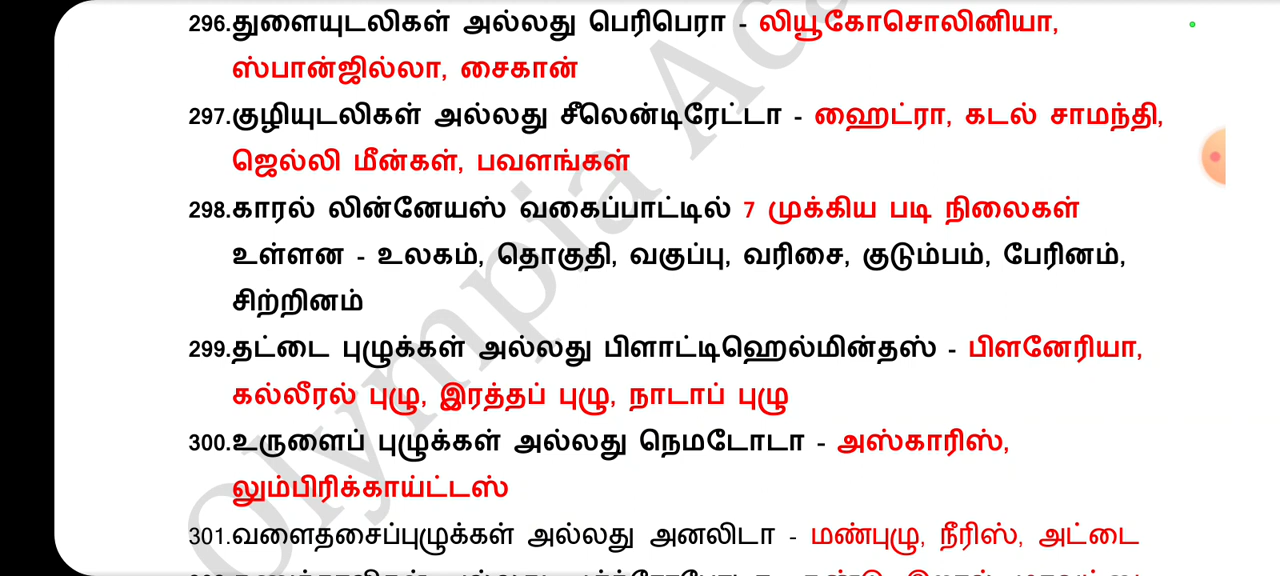 296.துளையுடலிகள் அல்லது பெரிபெரா - லியூகோசொலினியா,
ஸ்பான்ஜில்லா, சைகான்
297.குழியுடலிகள் அல்லது சீலென்டிரேட்டா - ஹைட்ரா, கடல் சாமந்தி,
ஜெல்லி மீன்கள், பவளங்கள்
298.காரல் லின்னேயஸ் வகைப்பாட்டில் 7 முக்கிய படி நிலைகள்
உள்ளன - உலகம், தொகுதி, வகுப்பு, வரிசை, குடும்பம், பேரினம்,
சிற்றினம்
299.தட்டை புழுக்கள் அல்லது பிளாட்டிஹெல்மின்தஸ் - பிளனேரியா,
கல்லீரல் புழு, இரத்தப் புழு, நாடாப் புழு
300.உருளைப் புழுக்கள் அல்லது நெமடோடா - அஸ்காரிஸ்,
லும்பிரிக்காய்ட்டஸ்
301.வளைதசைப்புழுக்கள் அல்லது அனலிடா - மண்புழு, நீரிஸ், அட்டை
Olympia Aca